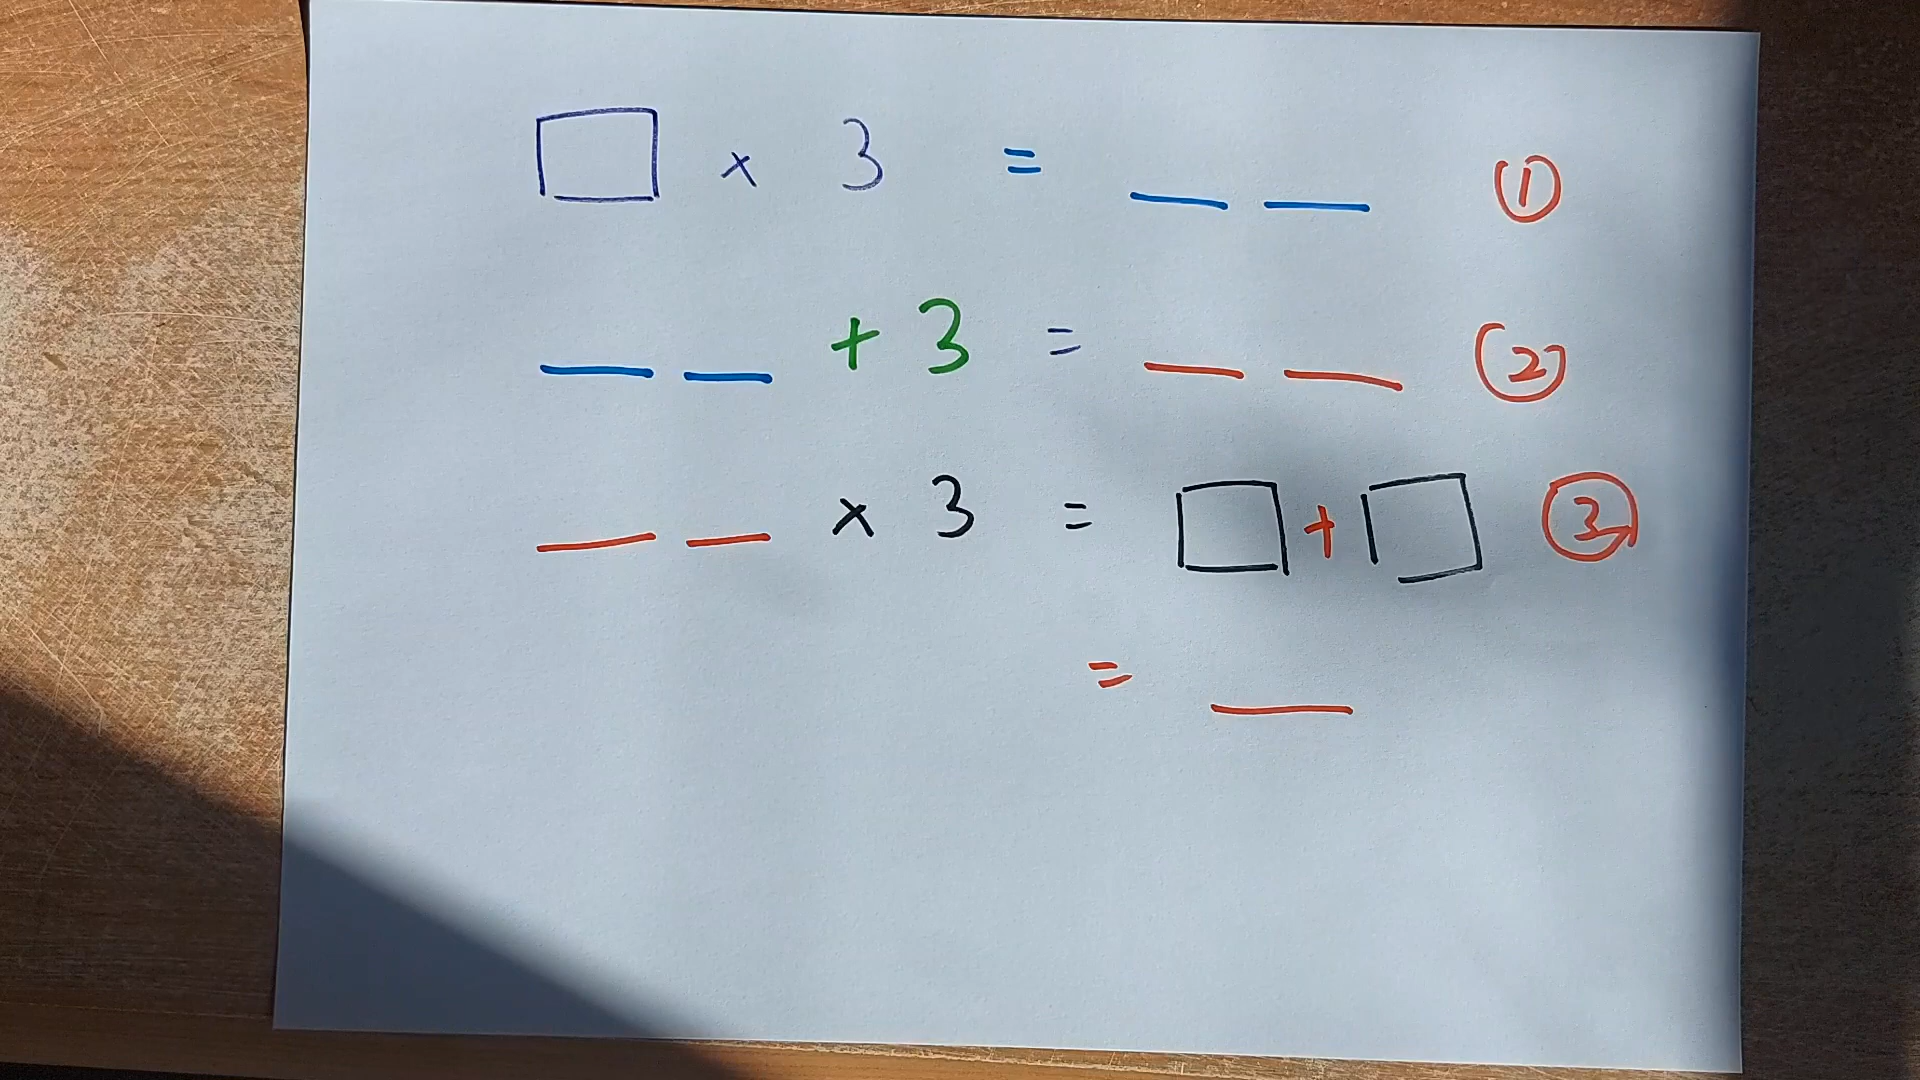 □ × 3 = __ __ ①
__ __ + 3 = __ __ ②
__ __ × 3 = □ + □ ③
= __